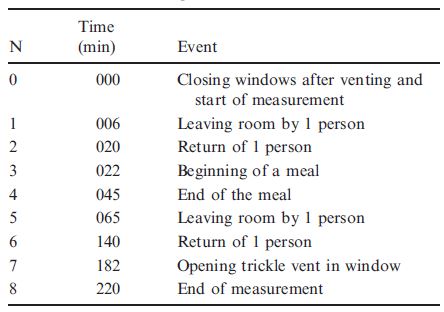 Time
N (min) Event
0 000 Closing windows after venting and
start of measurement
1 006 Leaving room by 1 person
2 020 Return of 1 person
3 022 Beginning of a meal
4 045 End of the meal
5 065 Leaving room by 1 person
6 140 Return of 1 person
7 182 Opening trickle vent in window
8 220 End of measurement